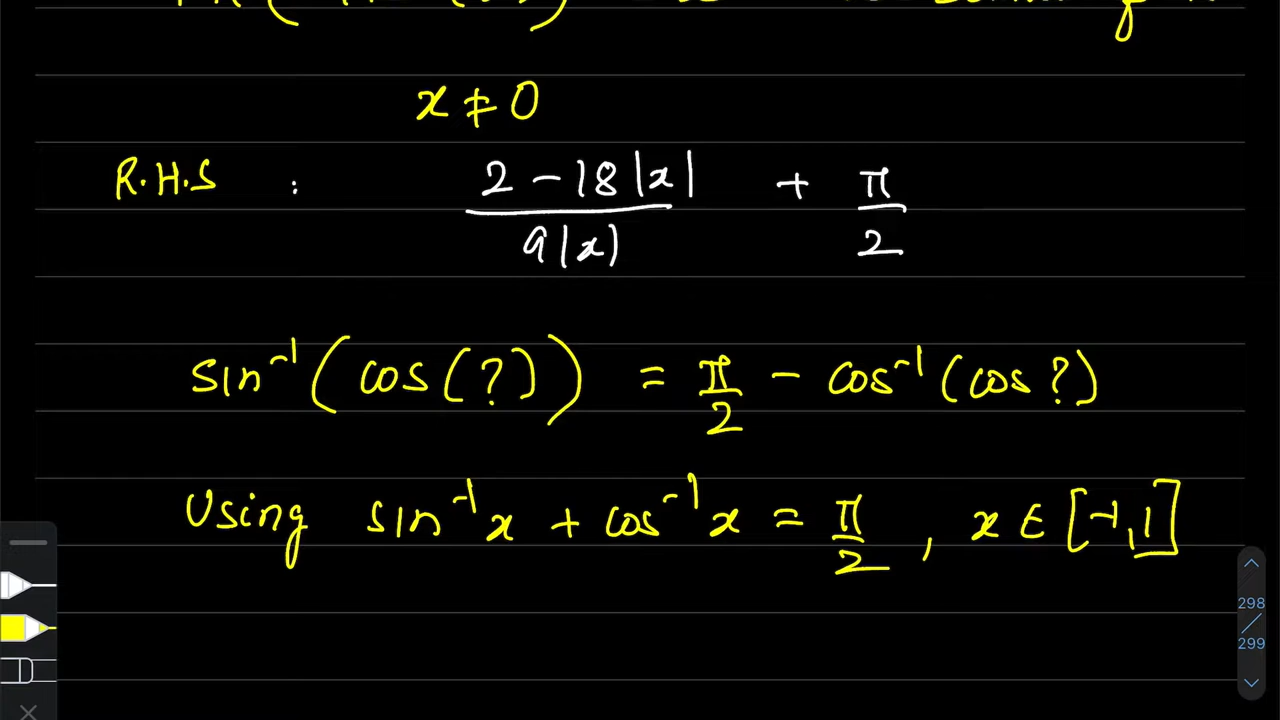 x ≠ 0
R.H.S : (2 - 18|x|)/(9|x|) + π/2
sin⁻¹(cos(?)) = π/2 - cos⁻¹(cos ?)
Using sin⁻¹x + cos⁻¹x = π/2, x ∈ [-1,1]
298
299